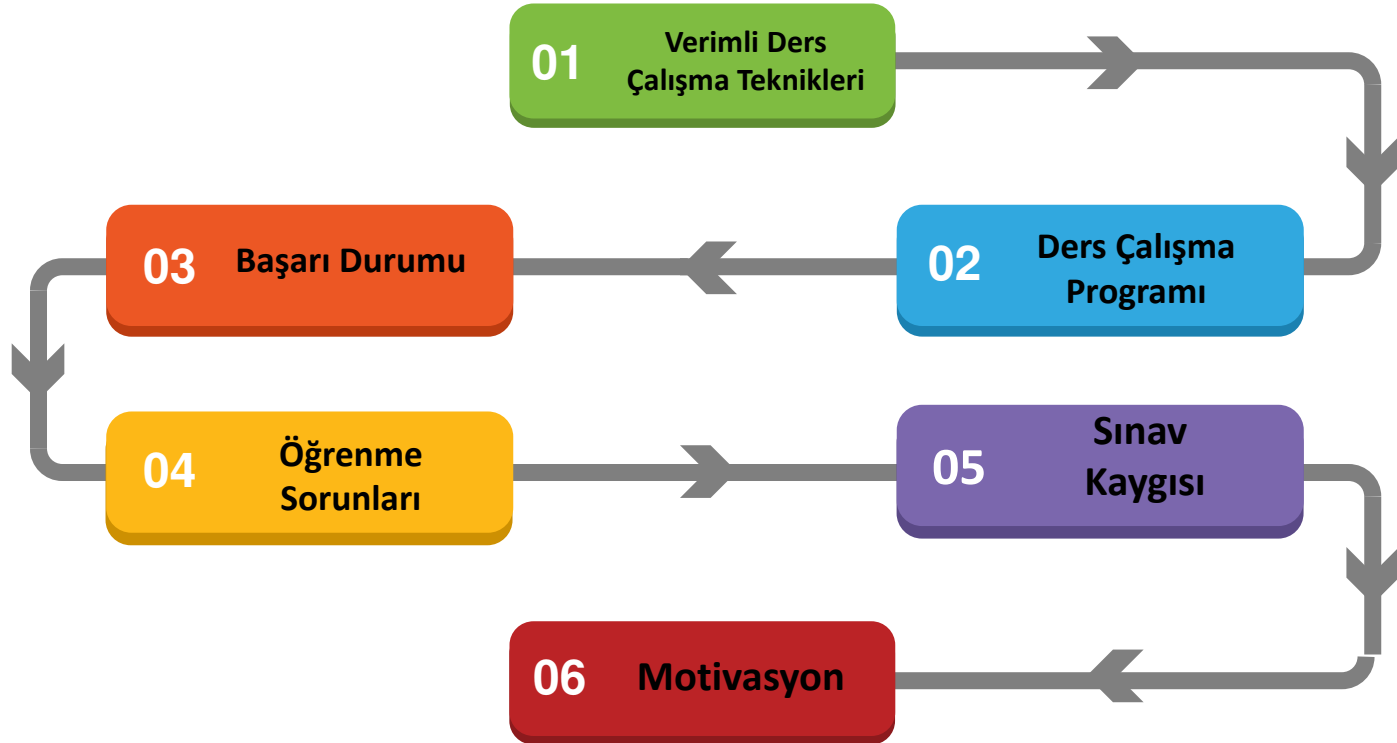 01
Verimli Ders
Çalışma Teknikleri
02
Ders Çalışma
Programı
03
Başarı Durumu
04
Öğrenme
Sorunları
05
Sınav
Kaygısı
06
Motivasyon